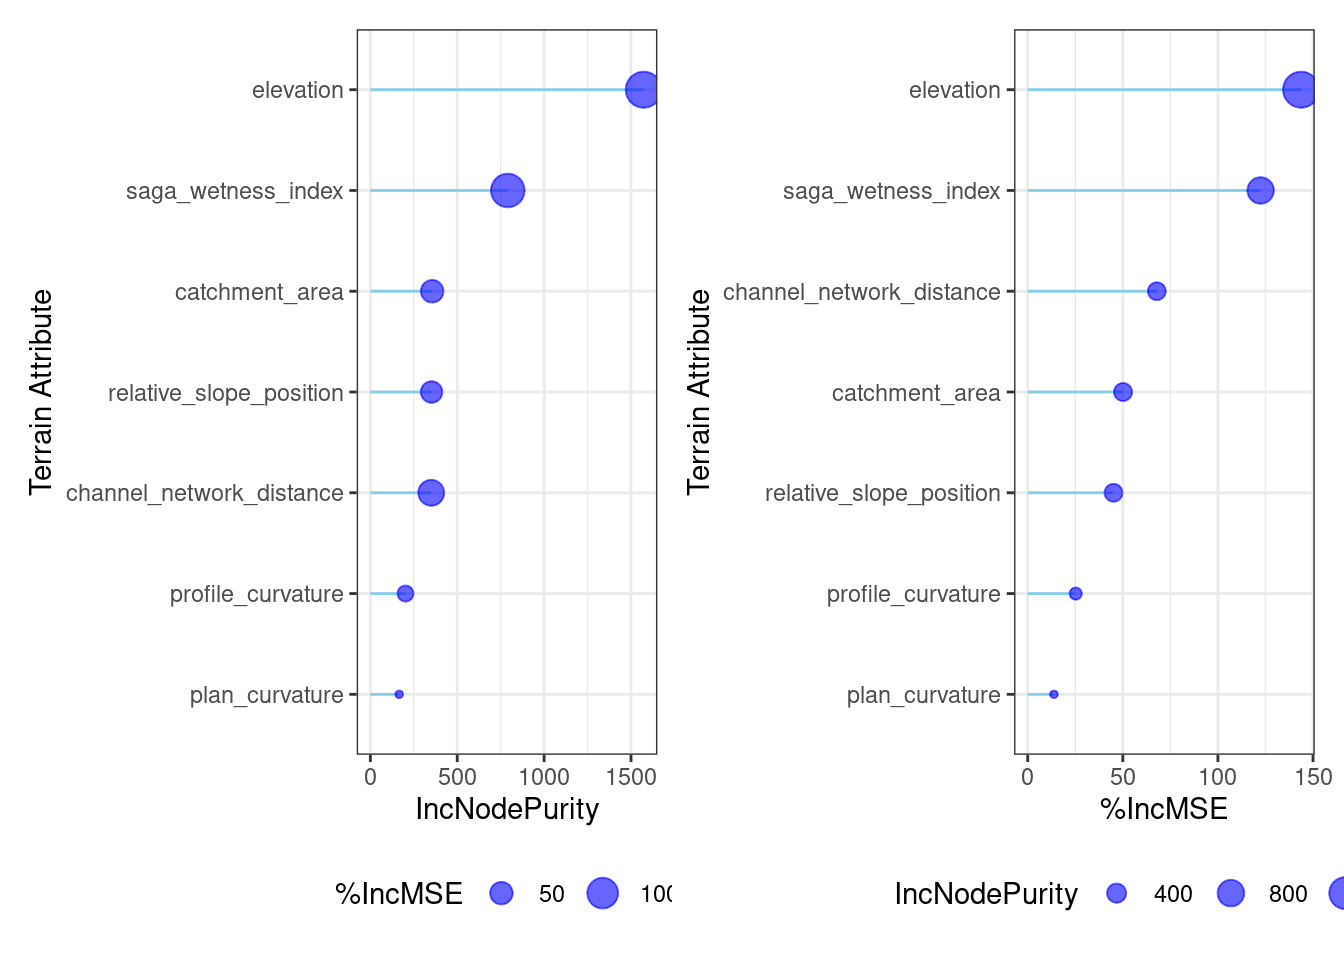 elevation
saga_wetness_index
catchment_area
relative_slope_position
channel_network_distance
profile_curvature
plan_curvature
Terrain Attribute
0 500 1000 1500
IncNodePurity
%IncMSE 50
elevation
saga_wetness_index
channel_network_distance
catchment_area
relative_slope_position
profile_curvature
plan_curvature
Terrain Attribute
0 50 100 150
%IncMSE
IncNodePurity 400 800